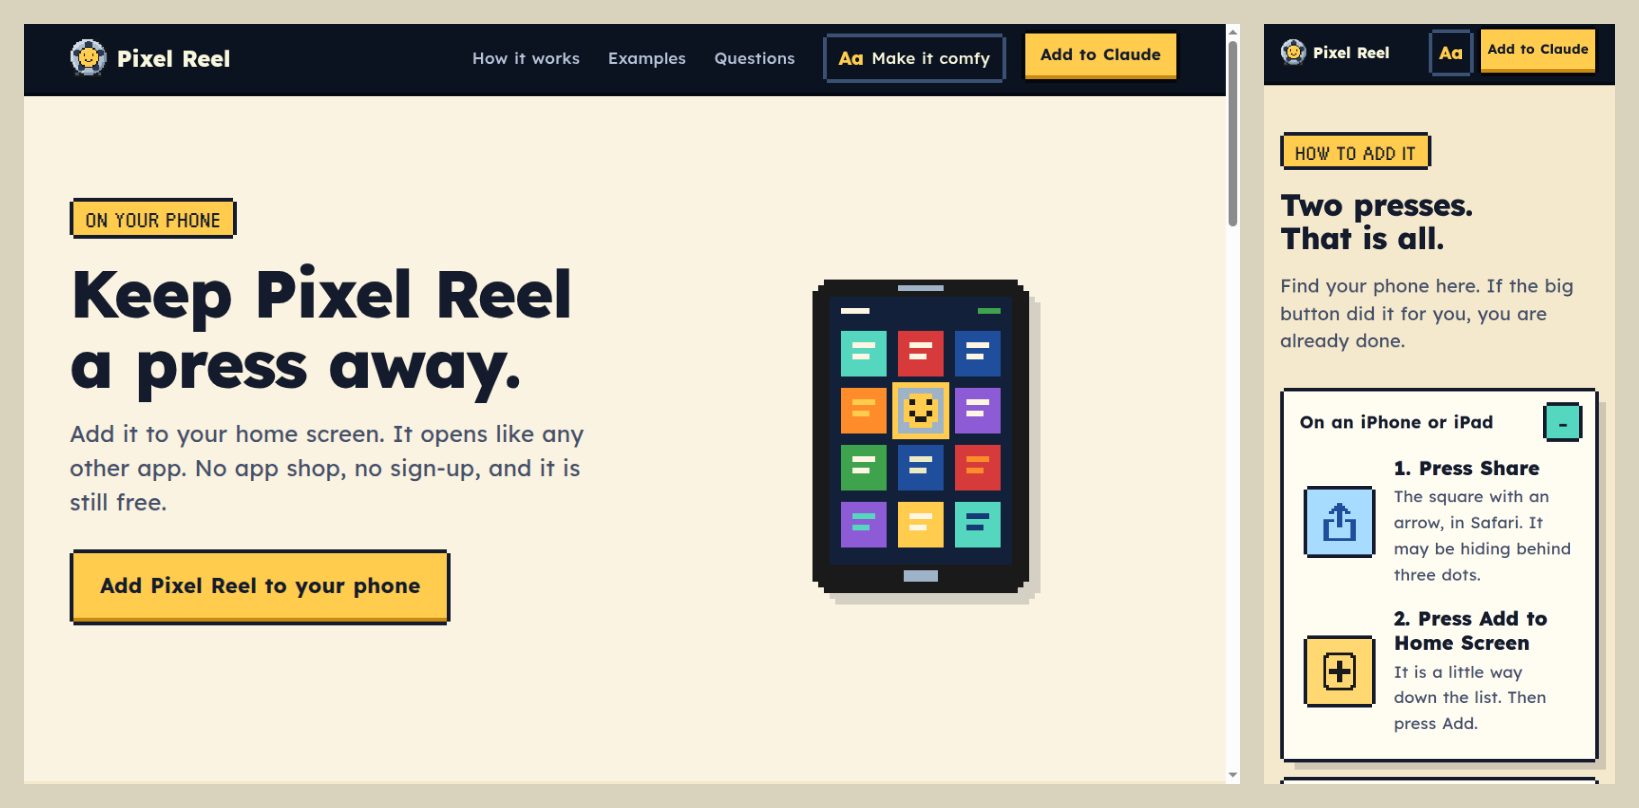 Pixel Reel
How it works
Examples
Questions
Aa Make it comfy
Add to Claude
ON YOUR PHONE
Keep Pixel Reel
a press away.
Add it to your home screen. It opens like any
other app. No app shop, no sign-up, and it is
still free.
Add Pixel Reel to your phone
Pixel Reel
Aa
Add to Claude
HOW TO ADD IT
Two presses.
That is all.
Find your phone here. If the big
button did it for you, you are
already done.
On an iPhone or iPad
-
1. Press Share
The square with an
arrow, in Safari. It
may be hiding behind
three dots.
2. Press Add to
Home Screen
It is a little way
down the list. Then
press Add.